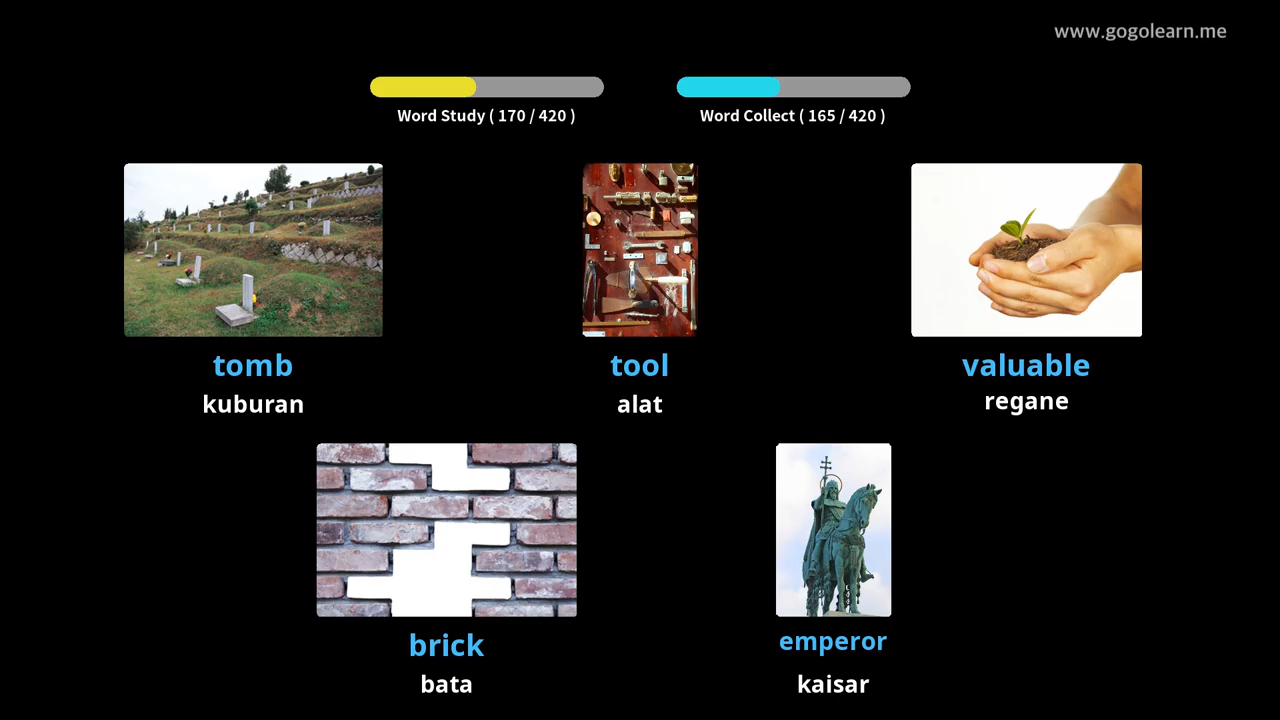 www.gogolearn.me
Word Study ( 170 / 420 )
Word Collect ( 165 / 420 )
tomb
kuburan
tool
alat
valuable
regane
brick
bata
emperor
kaisar